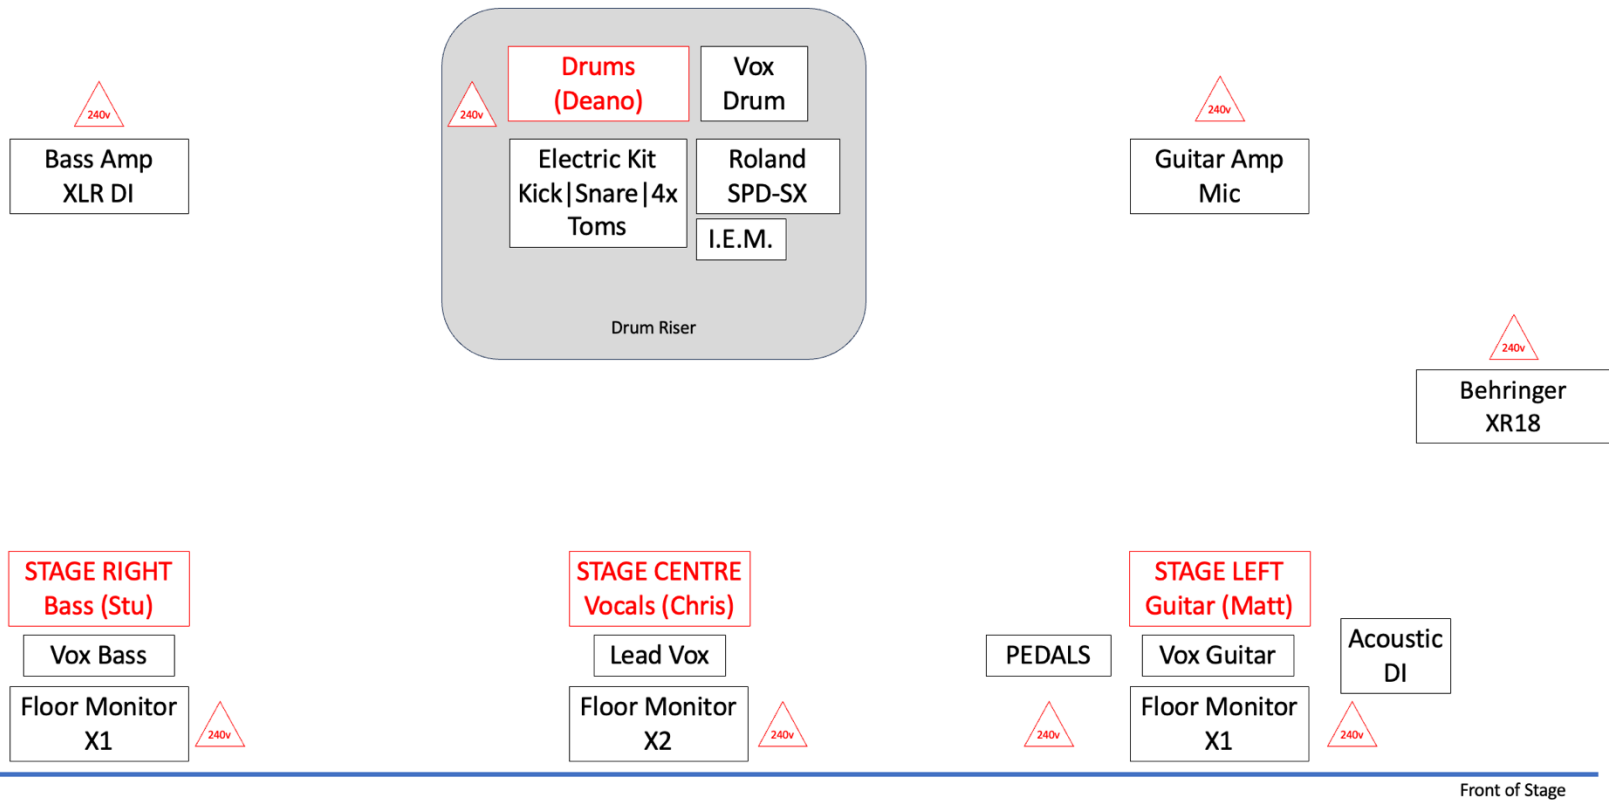 Drums
(Deano)
Vox
Drum
240v
240v
240v
Bass Amp
XLR DI
Electric Kit
Kick|Snare|4x
Toms
Roland
SPD-SX
I.E.M.
Guitar Amp
Mic
Drum Riser
240v
Behringer
XR18
STAGE RIGHT
Bass (Stu)
STAGE CENTRE
Vocals (Chris)
STAGE LEFT
Guitar (Matt)
Vox Bass
Lead Vox
PEDALS
Vox Guitar
Acoustic
DI
Floor Monitor
X1
240v
Floor Monitor
X2
240v
240v
Floor Monitor
X1
240v
Front of Stage